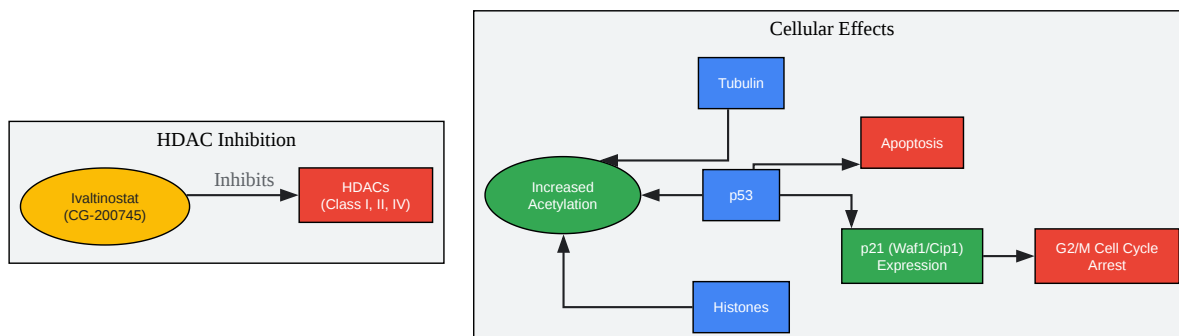 Cellular Effects
Tubulin
HDAC Inhibition
Apoptosis
Ivaltinostat
(CG-200745)
Inhibits
HDACs
(Class I, II, IV)
Increased
Acetylation
p53
p21 (Waf1/Cip1)
Expression
G2/M Cell Cycle
Arrest
Histones